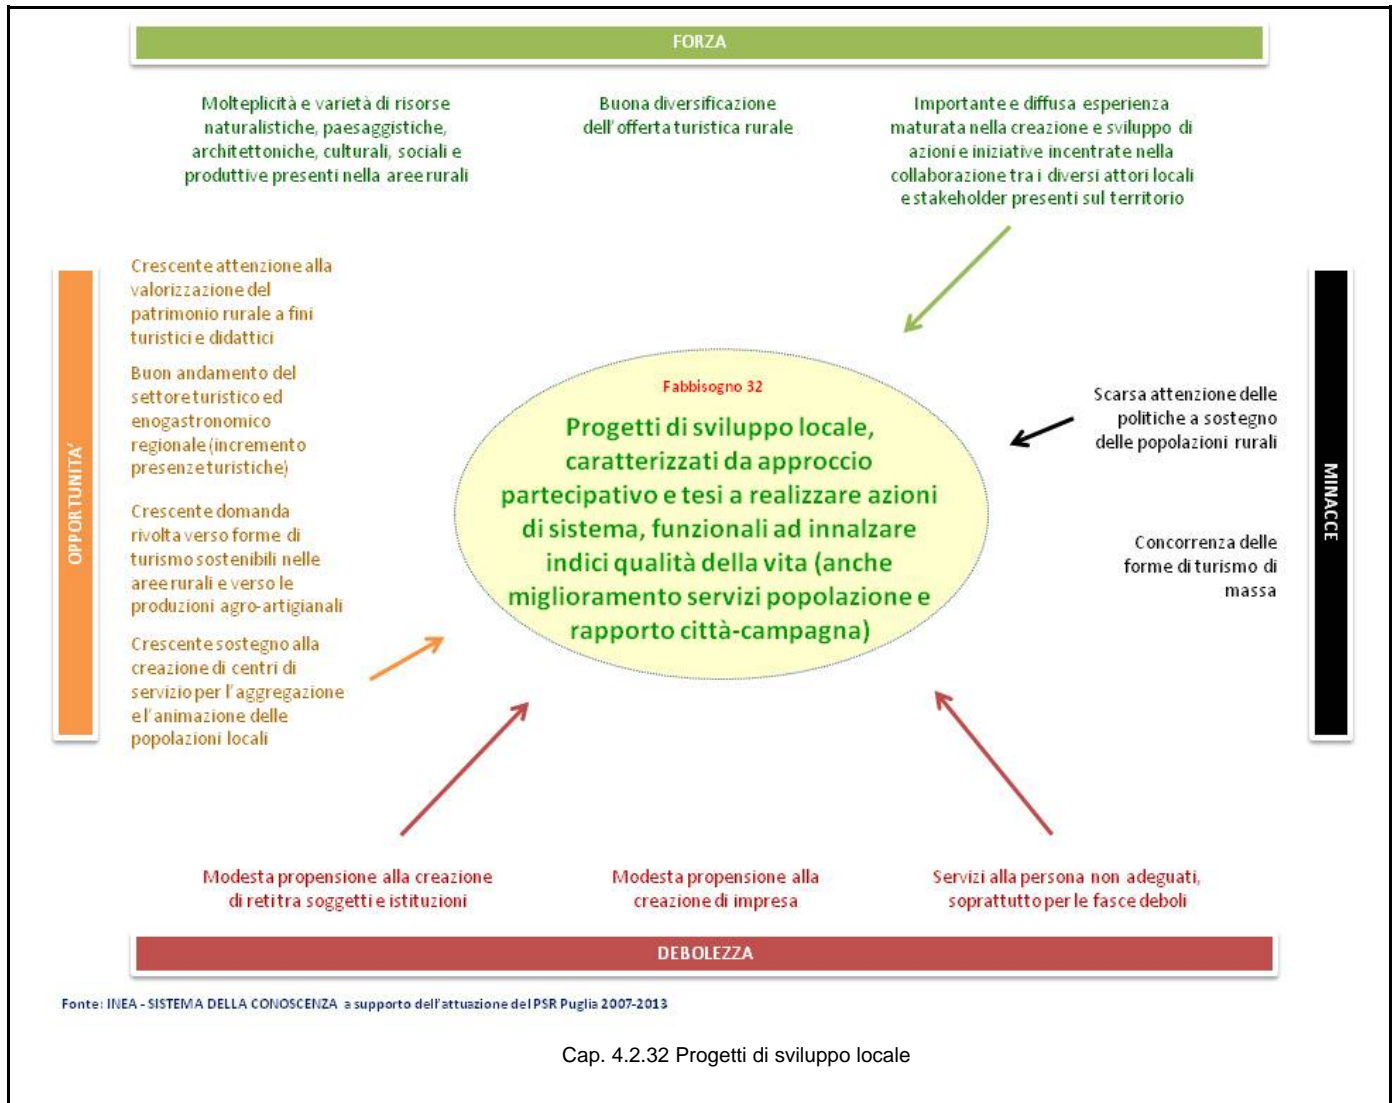 FORZA
Molteplicità e varietà di risorse
naturalistiche, paesaggistiche,
architettoniche, culturali, sociali e
produttive presenti nella aree rurali
Buona diversificazione
dell'offerta turistica rurale
Importante e diffusa esperienza
maturata nella creazione e sviluppo di
azioni e iniziative incentrate nella
collaborazione tra i diversi attori locali
e stakeholder presenti sul territorio
OPPORTUNITA'
Crescente attenzione alla
valorizzazione del
patrimonio rurale a fini
turistici e didattici
Buon andamento del
settore turistico ed
enogastronomico
regionale (incremento
presenze turistiche)
Crescente domanda
rivolta verso forme di
turismo sostenibili nelle
aree rurali e verso le
produzioni agro-artigianali
Crescente sostegno alla
creazione di centri di
servizio per l'aggregazione
e l'animazione delle
popolazioni locali
Fabbisogno 32
Progetti di sviluppo locale,
caratterizzati da approccio
partecipativo e tesi a realizzare azioni
di sistema, funzionali ad innalzare
indici qualità della vita (anche
miglioramento servizi popolazione e
rapporto città-campagna)
Scarsa attenzione delle
politiche a sostegno
delle popolazioni rurali
Concorrenza delle
forme di turismo di
massa
MINACCE
Modesta propensione alla creazione
di reti tra soggetti e istituzioni
Modesta propensione alla
creazione di impresa
Servizi alla persona non adeguati,
soprattutto per le fasce deboli
DEBOLEZZA
Fonte: INEA - SISTEMA DELLA CONOSCENZA a supporto dell'attuazione del PSR Puglia 2007-2013
Cap. 4.2.32 Progetti di sviluppo locale